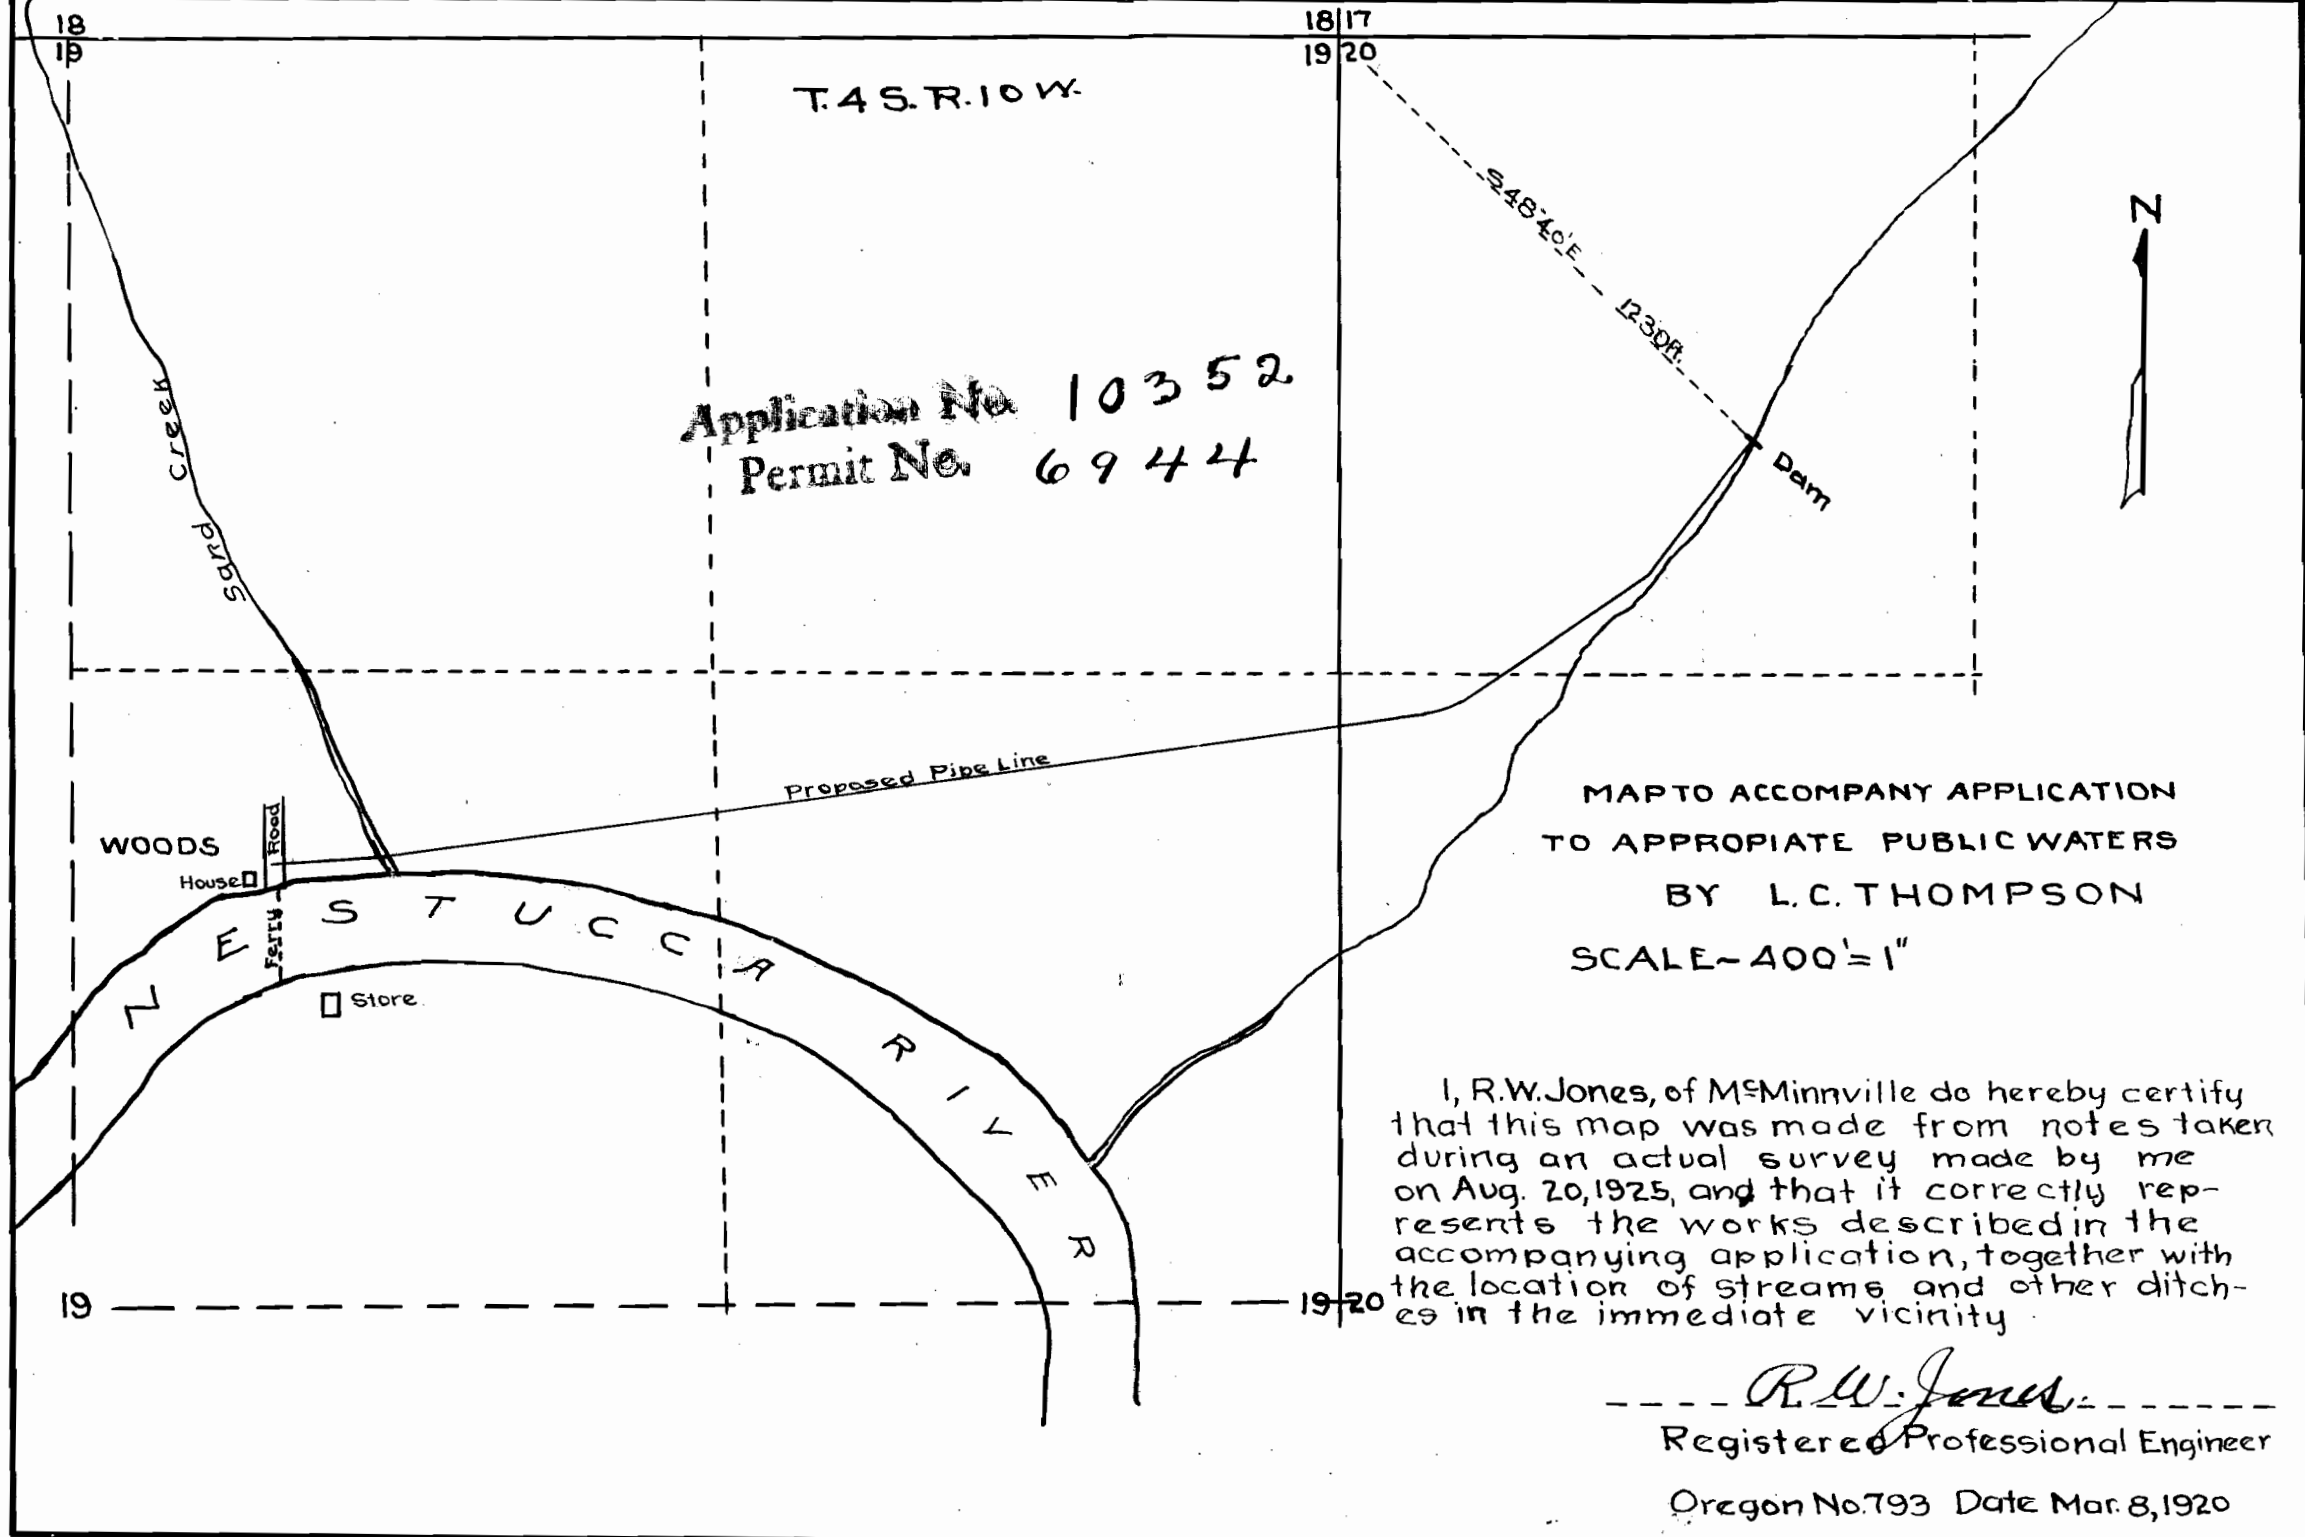 18
19
18|17
19|20
T. 4 S. R. 10 W.
S48°40'E
1230ft.
N
Application No. 10352
Permit No. 6944
Sand Creek
Dam
Proposed Pipe Line
WOODS
Road
House
Ferry
Store
NESTUCCA RIVER
MAP TO ACCOMPANY APPLICATION
TO APPROPIATE PUBLIC WATERS
BY L.C. THOMPSON
SCALE~400'=1"
I, R.W. Jones, of McMinnville do hereby certify
that this map was made from notes taken
during an actual survey made by me
on Aug. 20, 1925, and that it correctly rep-
resents the works described in the
accompanying application, together with
the location of streams and other ditch-
es in the immediate vicinity
19
19 20
R.W. Jones.
Registered Professional Engineer
Oregon No. 793 Date Mar. 8, 1920